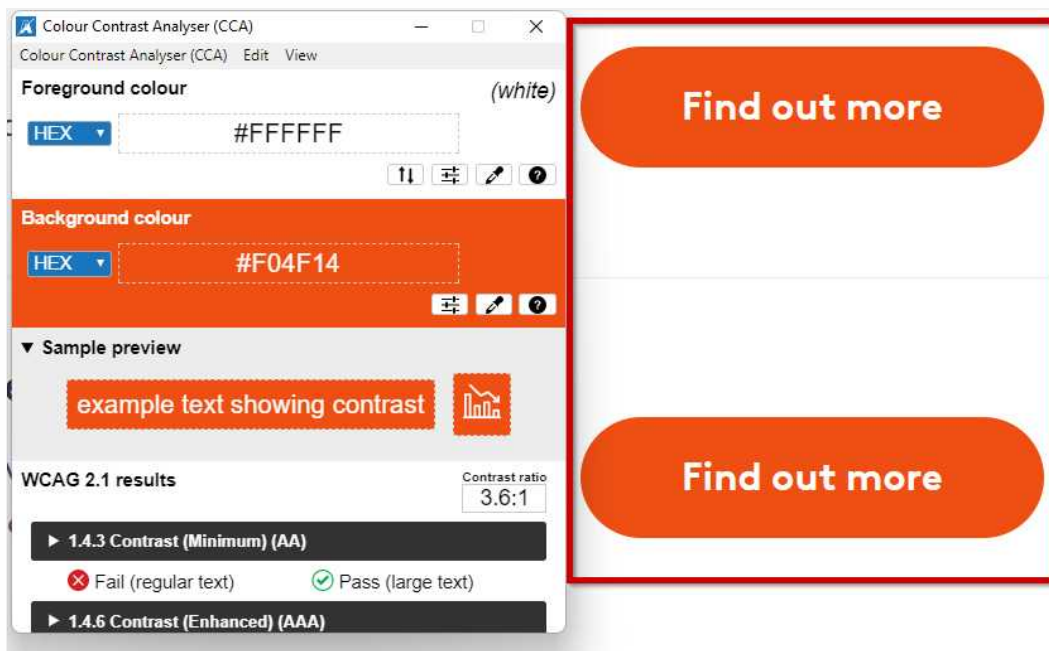 Colour Contrast Analyser (CCA)
Colour Contrast Analyser (CCA) Edit View
Foreground colour (white)
HEX #FFFFFF
Background colour
HEX #F04F14
Sample preview
example text showing contrast
WCAG 2.1 results
Contrast ratio
3.6:1
1.4.3 Contrast (Minimum) (AA)
Fail (regular text) Pass (large text)
1.4.6 Contrast (Enhanced) (AAA)
Find out more
Find out more